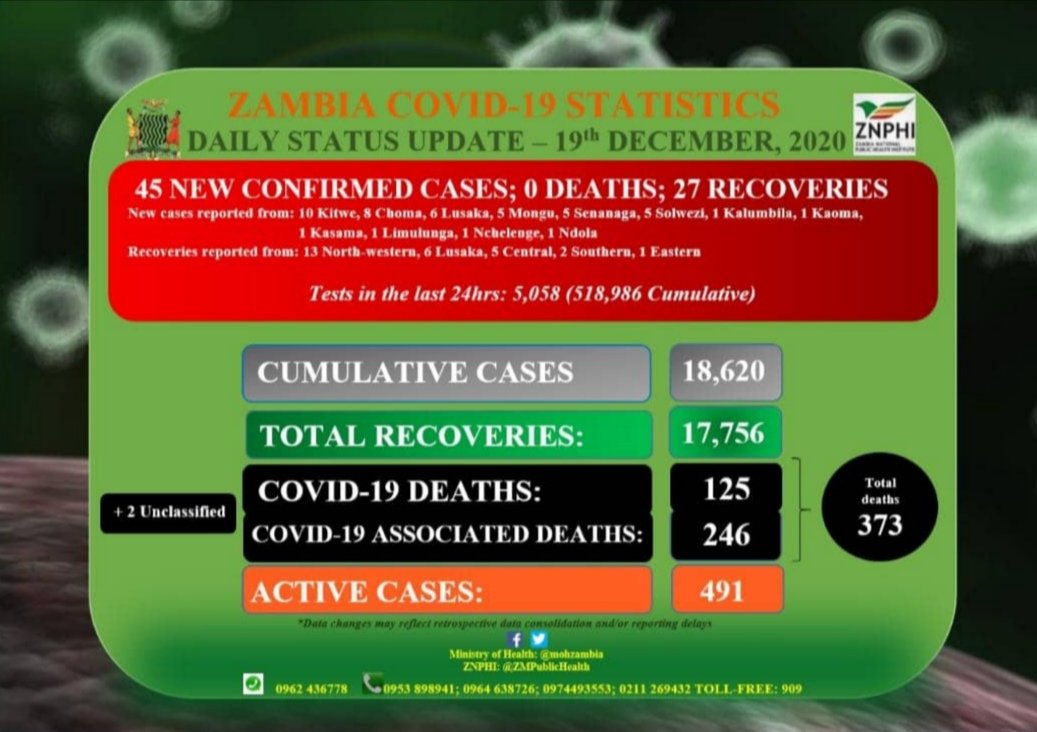 ZAMBIA COVID-19 STATISTICS
DAILY STATUS UPDATE – 19th DECEMBER, 2020
ZNPHI
ZAMBIA NATIONAL
PUBLIC HEALTH INSTITUTE
45 NEW CONFIRMED CASES; 0 DEATHS; 27 RECOVERIES
New cases reported from: 10 Kitwe, 8 Choma, 6 Lusaka, 5 Mongu, 5 Senanaga, 5 Solwezi, 1 Kalumbila, 1 Kaoma,
1 Kasama, 1 Limulunga, 1 Nchelenge, 1 Ndola
Recoveries reported from: 13 North-western, 6 Lusaka, 5 Central, 2 Southern, 1 Eastern
Tests in the last 24hrs: 5,058 (518,986 Cumulative)
CUMULATIVE CASES 18,620
TOTAL RECOVERIES: 17,756
COVID-19 DEATHS: 125
+ 2 Unclassified
COVID-19 ASSOCIATED DEATHS: 246
Total
deaths
373
ACTIVE CASES: 491
*Data changes may reflect retrospective data consolidation and/or reporting delays
Ministry of Health: @mohzambia
ZNPHI: @ZMPublicHealth
0962 436778 0953 898941; 0964 638726; 0974493553; 0211 269432 TOLL-FREE: 909